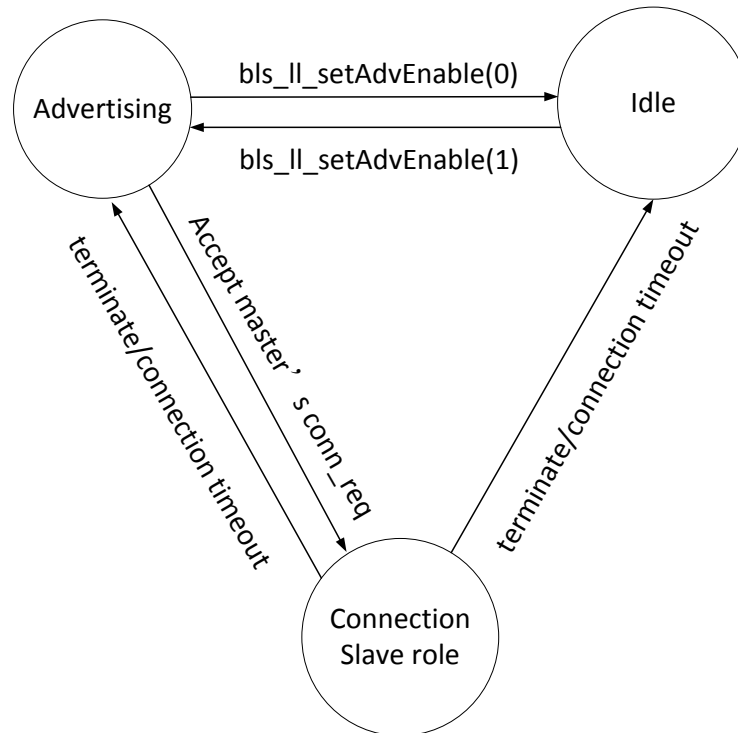 bls_ll_setAdvEnable(0)
Advertising
Idle
bls_ll_setAdvEnable(1)
Accept master’s conn_req
terminate/connection timeout
terminate/connection timeout
Connection
Slave role